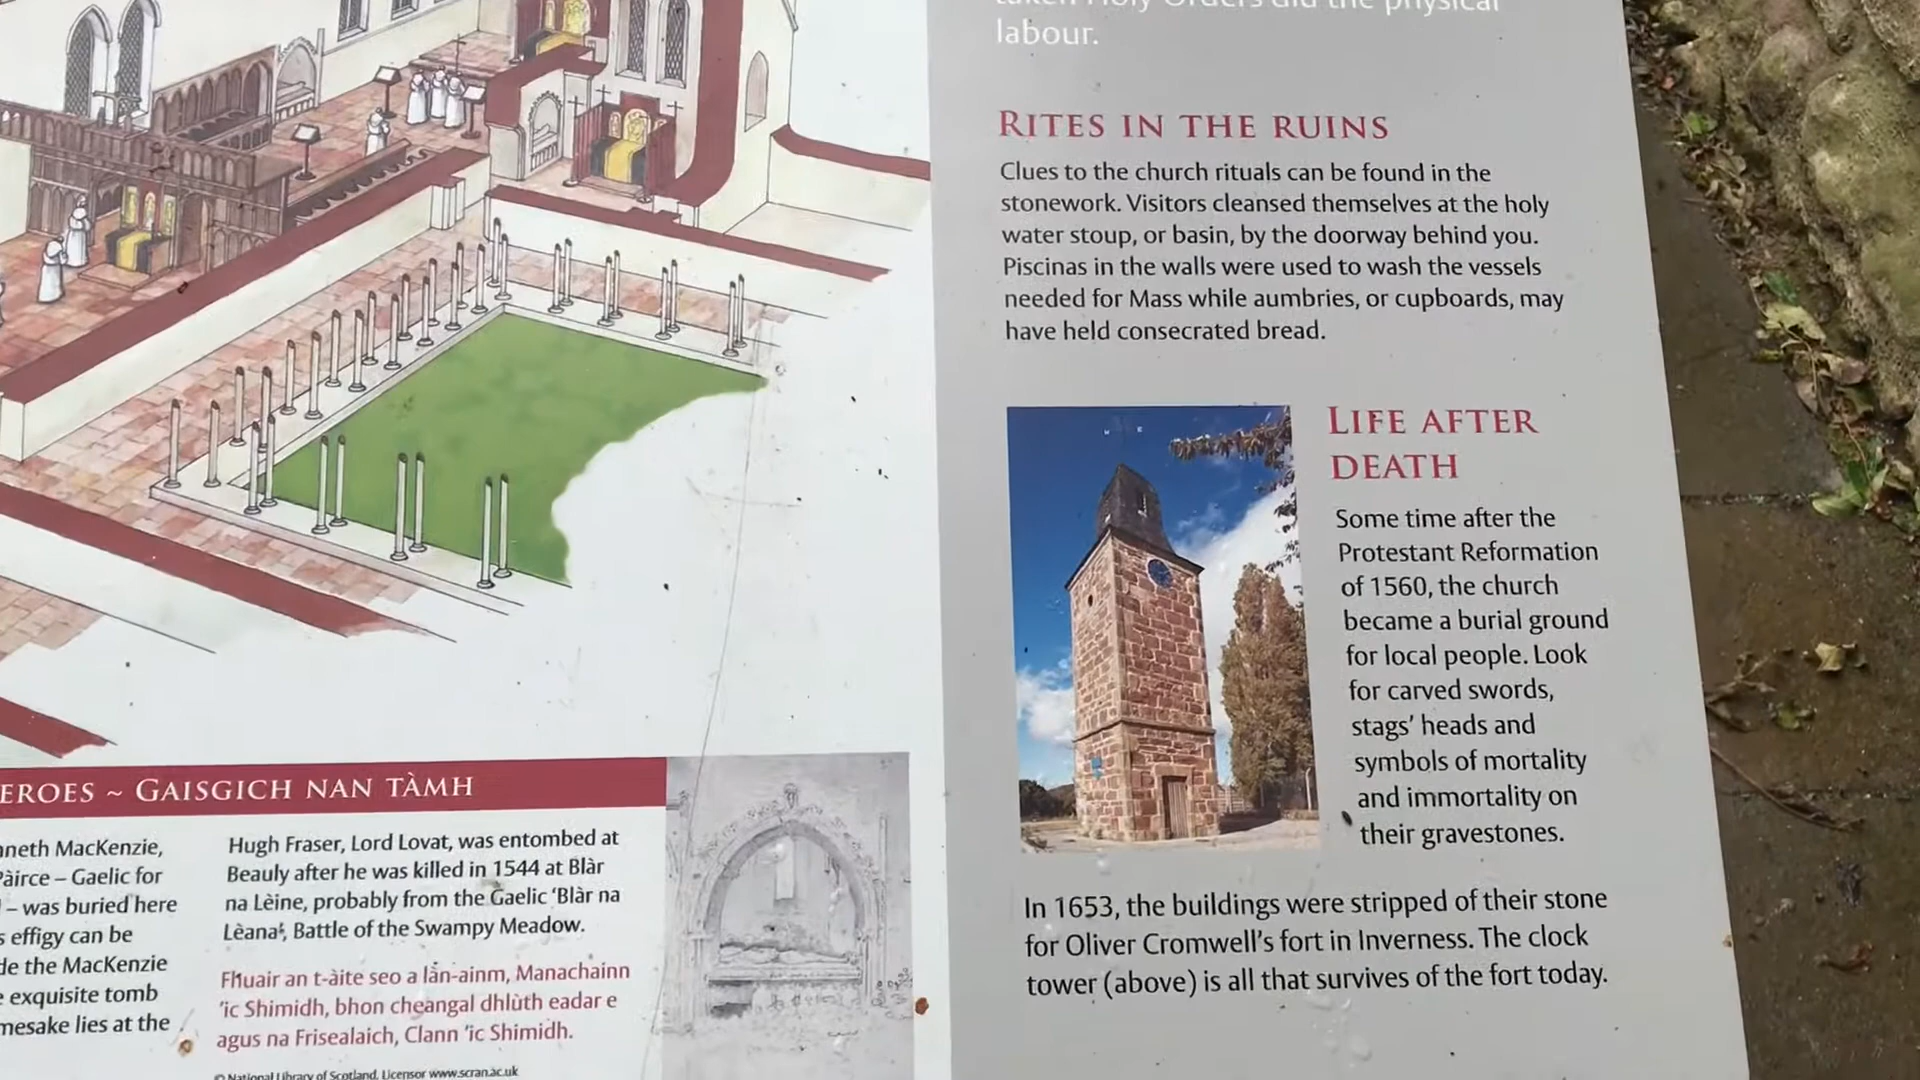 labour.
RITES IN THE RUINS
Clues to the church rituals can be found in the
stonework. Visitors cleansed themselves at the holy
water stoup, or basin, by the doorway behind you.
Piscinas in the walls were used to wash the vessels
needed for Mass while aumbries, or cupboards, may
have held consecrated bread.
LIFE AFTER
DEATH
Some time after the
Protestant Reformation
of 1560, the church
became a burial ground
for local people. Look
for carved swords,
stags' heads and
symbols of mortality
and immortality on
their gravestones.
In 1653, the buildings were stripped of their stone
for Oliver Cromwell's fort in Inverness. The clock
tower (above) is all that survives of the fort today.
EROES ~ GAISGICH NAN TÀMH
nneth MacKenzie,
Pàirce – Gaelic for
– was buried here
s effigy can be
de the MacKenzie
e exquisite tomb
mesake lies at the
Hugh Fraser, Lord Lovat, was entombed at
Beauly after he was killed in 1544 at Blàr
na Lèine, probably from the Gaelic 'Blàr na
Lèana', Battle of the Swampy Meadow.
Fhuair an t-àite seo a làn-ainm, Manachainn
'ic Shimidh, bhon cheangal dhlùth eadar e
agus na Frisealaich, Clann 'ic Shimidh.
© National Library of Scotland. Licensor www.scran.ac.uk